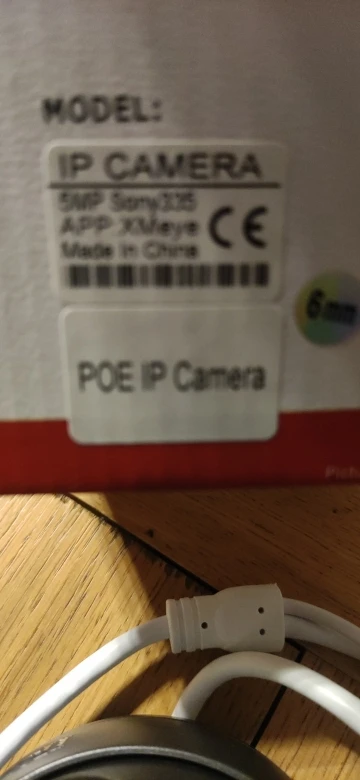 MODEL:
IP CAMERA
5MP Sony335
APP:XMeye
CE
Made in China
6mm
POE IP Camera